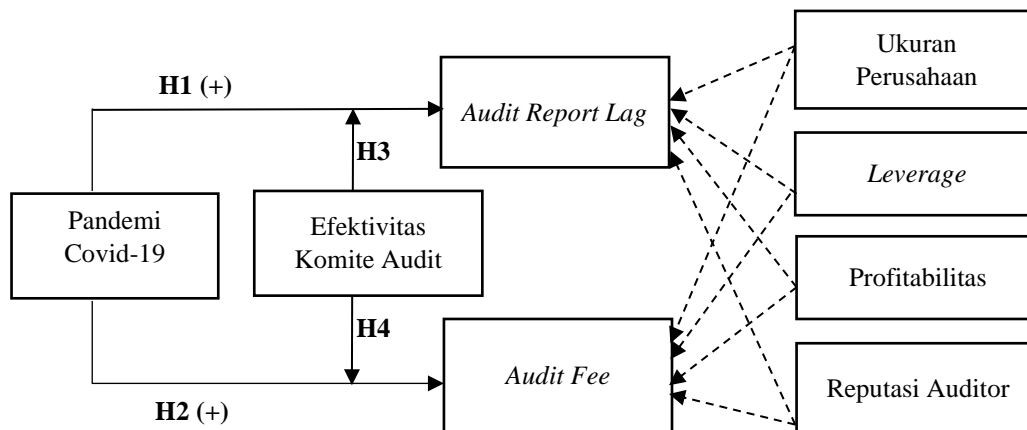 H1 (+)
Audit Report Lag
Ukuran
Perusahaan
H3
Leverage
Pandemi
Covid-19
Efektivitas
Komite Audit
Profitabilitas
H4
Audit Fee
Reputasi Auditor
H2 (+)